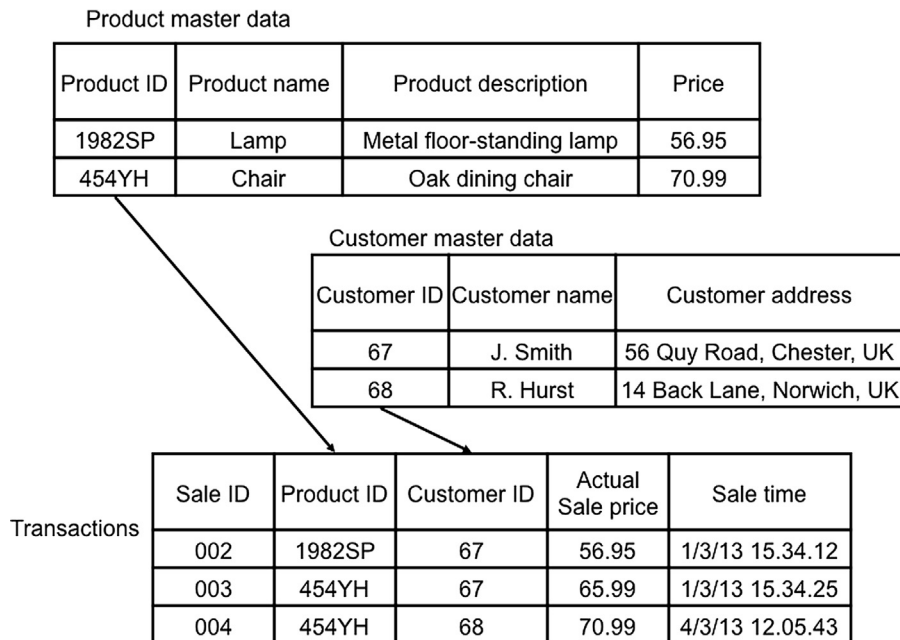 Product master data
Product ID Product name Product description Price
1982SP Lamp Metal floor-standing lamp 56.95
454YH Chair Oak dining chair 70.99
Customer master data
Customer ID Customer name Customer address
67 J. Smith 56 Quy Road, Chester, UK
68 R. Hurst 14 Back Lane, Norwich, UK
Transactions
Sale ID Product ID Customer ID Actual Sale price Sale time
002 1982SP 67 56.95 1/3/13 15.34.12
003 454YH 67 65.99 1/3/13 15.34.25
004 454YH 68 70.99 4/3/13 12.05.43